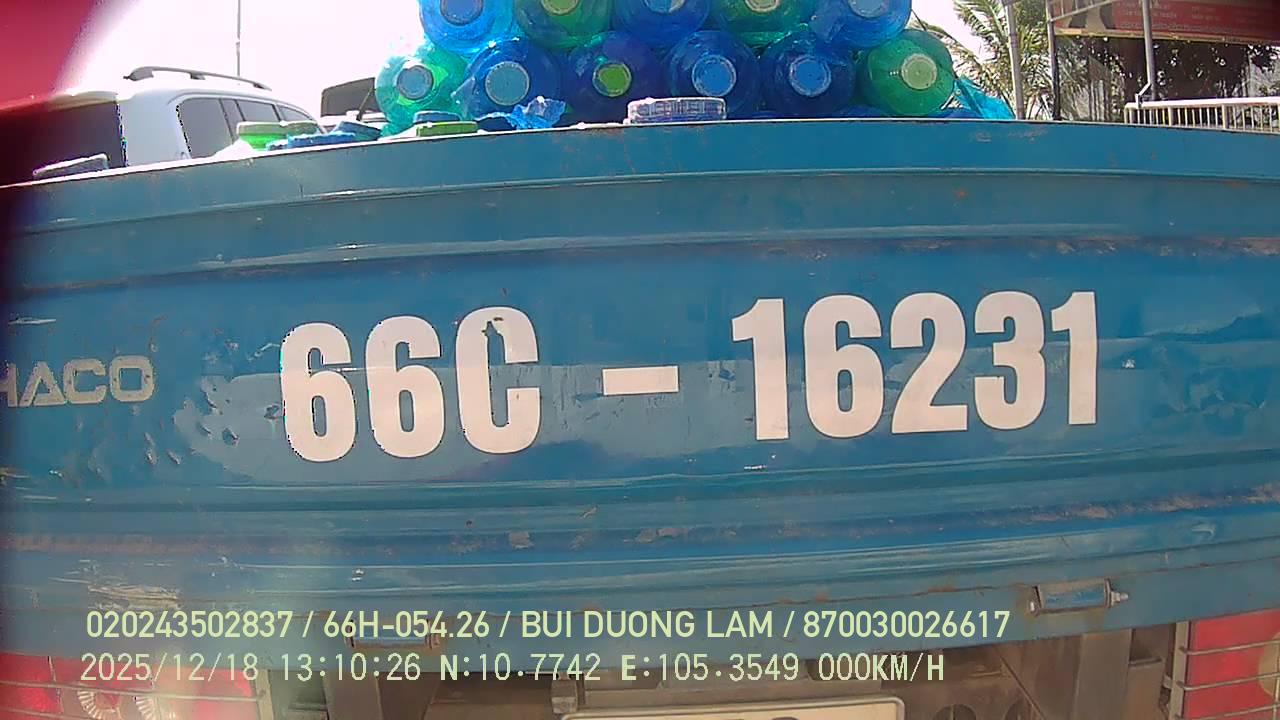 HACO
66C - 16231
020243502837 / 66H-054.26 / BUI DUONG LAM / 870030026617
2025/12/18 13:10:26 N:10.7742 E:105.3549 000KM/H